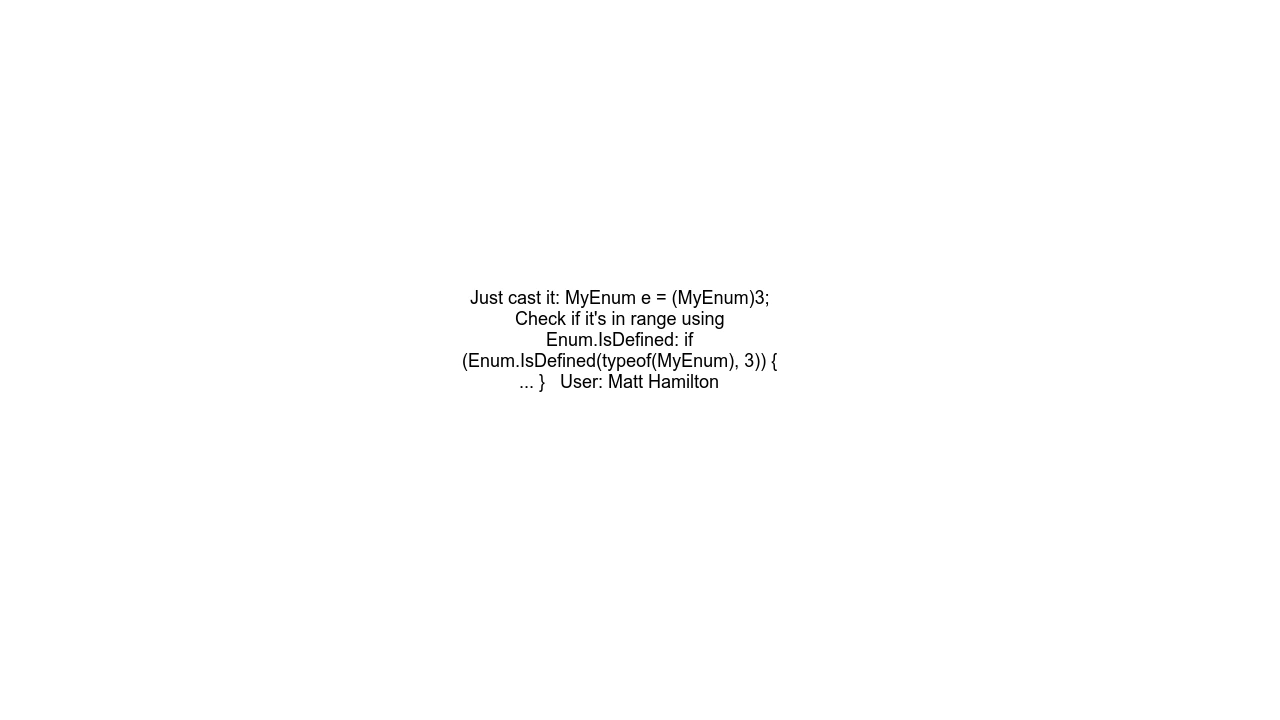 Just cast it: MyEnum e = (MyEnum)3;
Check if it's in range using
Enum.IsDefined: if
(Enum.IsDefined(typeof(MyEnum), 3)) {
... }   User: Matt Hamilton